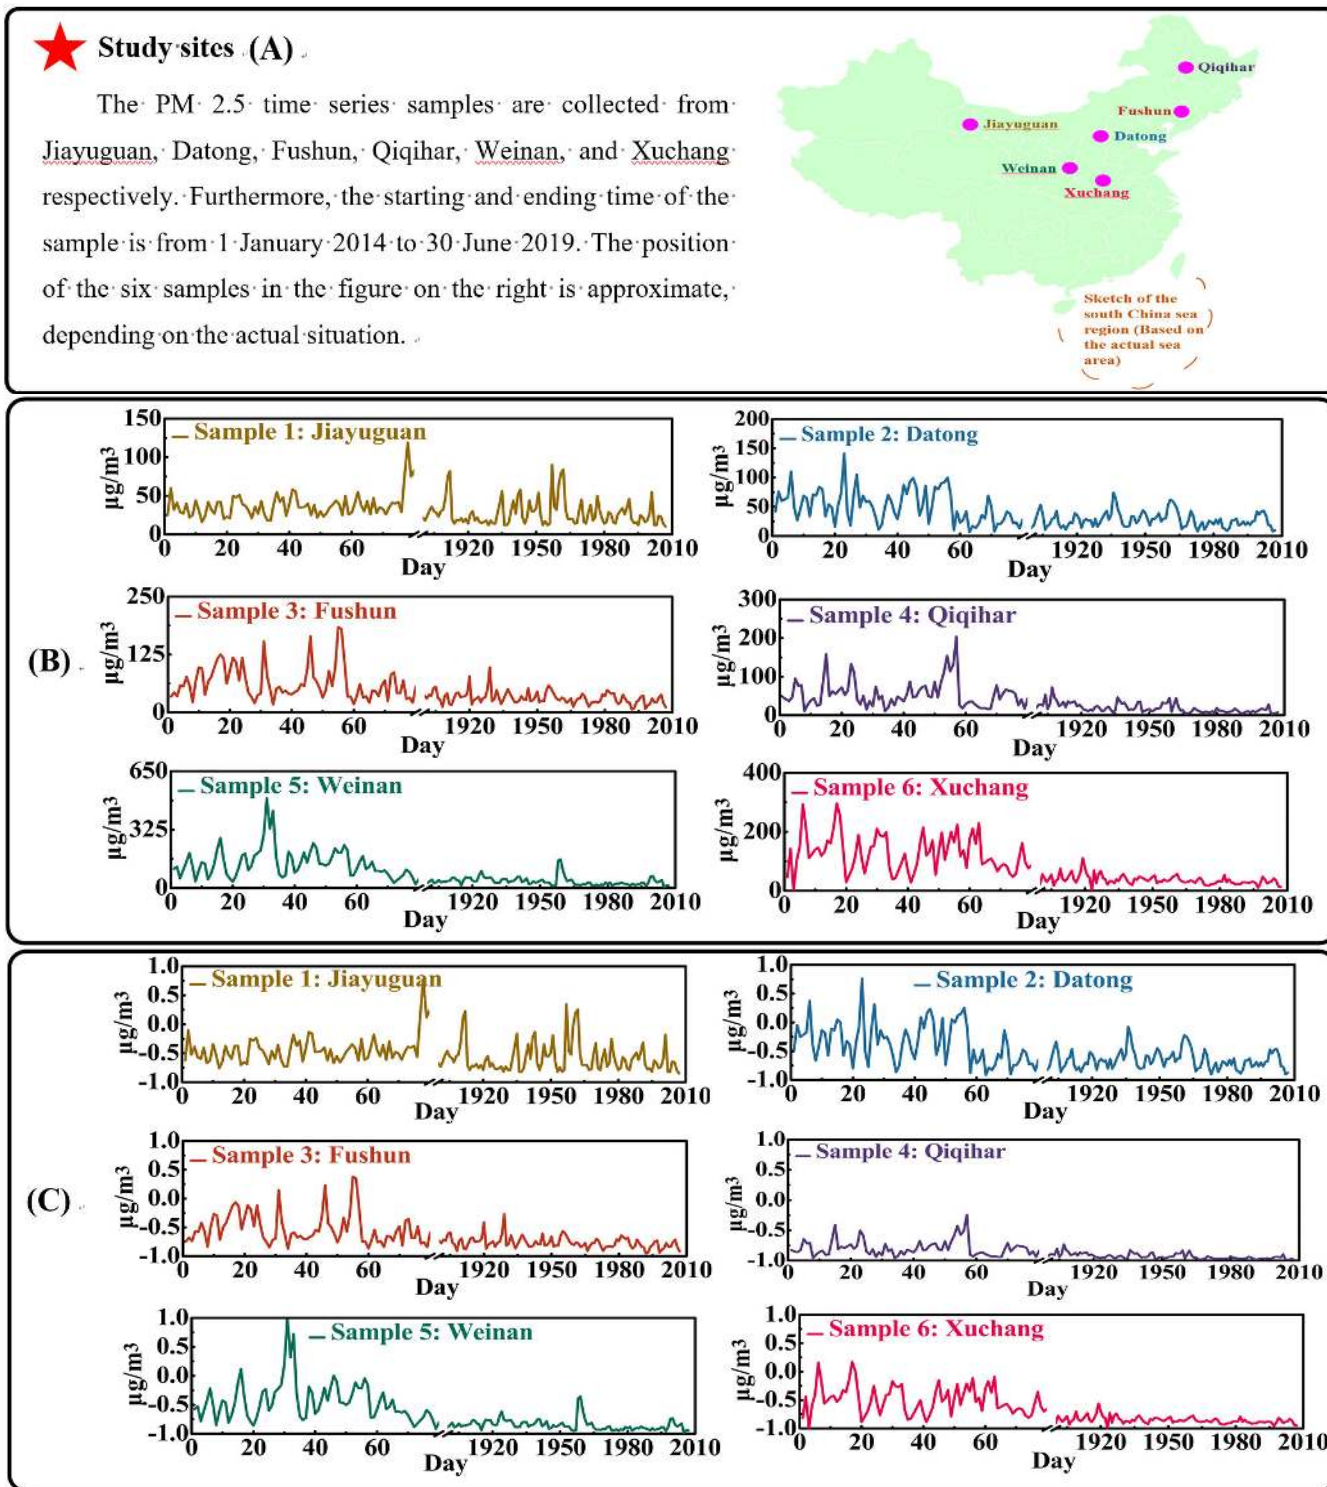 Study sites (A)
The PM 2.5 time series samples are collected from
Jiayuguan, Datong, Fushun, Qiqihar, Weinan, and Xuchang
respectively. Furthermore, the starting and ending time of the
sample is from 1 January 2014 to 30 June 2019. The position
of the six samples in the figure on the right is approximate,
depending on the actual situation.
Qiqihar
Fushun
Jiayuguan
Datong
Weinan
Xuchang
Sketch of the
south China sea
region (Based on
the actual sea
area)
(B)
150
100
50
0
µg/m3
Sample 1: Jiayuguan
0 20 40 60 1920 1950 1980 2010
Day
200
150
100
50
0
µg/m3
Sample 2: Datong
0 20 40 60 1920 1950 1980 2010
Day
250
125
0
µg/m3
Sample 3: Fushun
0 20 40 60 1920 1950 1980 2010
Day
300
200
100
0
µg/m3
Sample 4: Qiqihar
0 20 40 60 1920 1950 1980 2010
Day
650
325
0
µg/m3
Sample 5: Weinan
0 20 40 60 1920 1950 1980 2010
Day
400
200
0
µg/m3
Sample 6: Xuchang
0 20 40 60 1920 1950 1980 2010
Day
(C)
1.0
0.5
0.0
-0.5
-1.0
µg/m3
Sample 1: Jiayuguan
0 20 40 60 1920 1950 1980 2010
Day
1.0
0.5
0.0
-0.5
-1.0
µg/m3
Sample 2: Datong
0 20 40 60 1920 1950 1980 2010
Day
1.0
0.5
0.0
-0.5
-1.0
µg/m3
Sample 3: Fushun
0 20 40 60 1920 1950 1980 2010
Day
1.0
0.5
0.0
-0.5
-1.0
µg/m3
Sample 4: Qiqihar
0 20 40 60 1920 1950 1980 2010
Day
1.0
0.5
0.0
-0.5
-1.0
µg/m3
Sample 5: Weinan
0 20 40 60 1920 1950 1980 2010
Day
1.0
0.5
0.0
-0.5
-1.0
µg/m3
Sample 6: Xuchang
0 20 40 60 1920 1950 1980 2010
Day